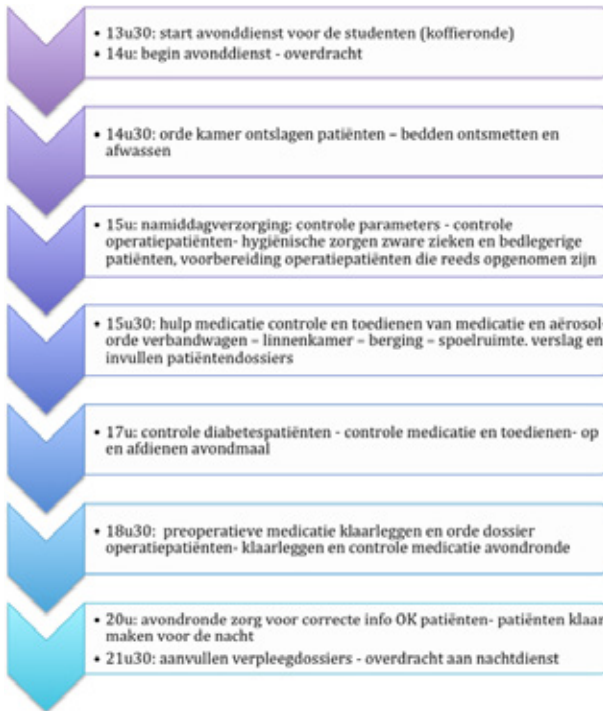 • 13u30: start avonddienst voor de studenten (koffieronde)
• 14u: begin avonddienst - overdracht
• 14u30: orde kamer ontslagen patiënten – bedden ontsmetten en
afwassen
• 15u: namiddagverzorging: controle parameters - controle
operatiepatiënten- hygiënische zorgen zware zieken en bedlegerige
patiënten, voorbereiding operatiepatiënten die reeds opgenomen zijn
• 15u30: hulp medicatie controle en toedienen van medicatie en aërosol-
orde verbandwagen – linnenkamer – berging – spoelruimte. verslag en
invullen patiëntendossiers
• 17u: controle diabetespatiënten - controle medicatie en toedienen- op
en afdienen avondmaal
• 18u30: preoperatieve medicatie klaarleggen en orde dossier
operatiepatiënten- klaarleggen en controle medicatie avondronde
• 20u: avondronde zorg voor correcte info OK patiënten- patiënten klaar
maken voor de nacht
• 21u30: aanvullen verpleegdossiers - overdracht aan nachtdienst